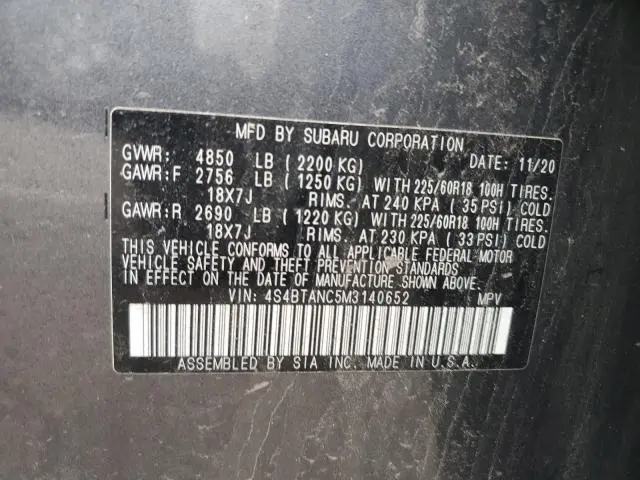 MFD BY SUBARU CORPORATION
GVWR: 4850 LB (2200 KG) DATE: 11/20
GAWR:F 2756 LB (1250 KG) WITH 225/60R18 100H TIRES.
18X7J RIMS. AT 240 KPA (35 PSI) COLD
GAWR:R 2690 LB (1220 KG) WITH 225/60R18 100H TIRES.
18X7J RIMS. AT 230 KPA (33 PSI) COLD
THIS VEHICLE CONFORMS TO ALL APPLICABLE FEDERAL MOTOR
VEHICLE SAFETY AND THEFT PREVENTION STANDARDS
IN EFFECT ON THE DATE OF MANUFACTURE SHOWN ABOVE.
VIN: 4S4BTANC5M3140652 MPV
ASSEMBLED BY SIA INC. MADE IN U.S.A.